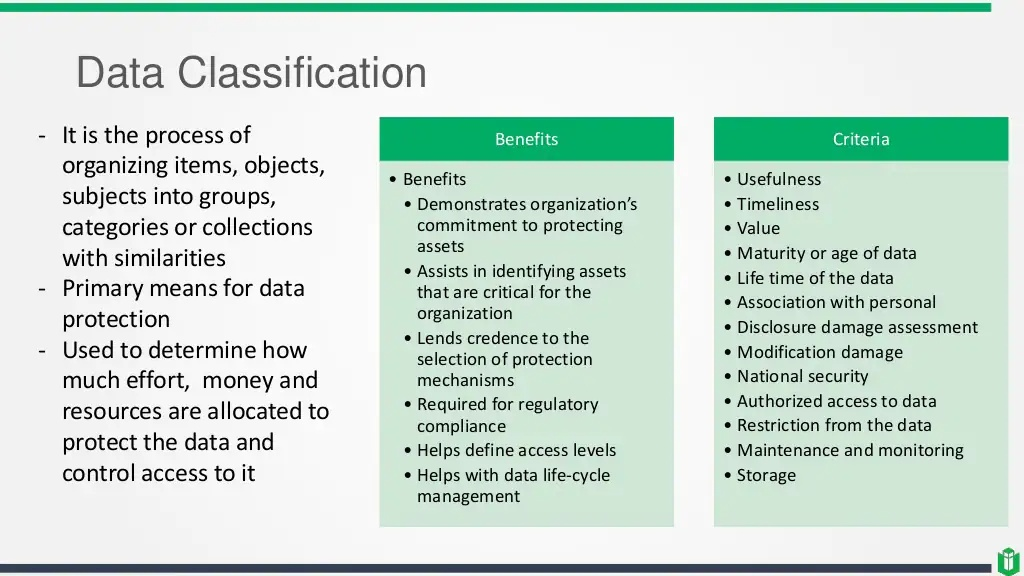 Data Classification
- It is the process of
organizing items, objects,
subjects into groups,
categories or collections
with similarities
- Primary means for data
protection
- Used to determine how
much effort, money and
resources are allocated to
protect the data and
control access to it
Benefits
• Benefits
• Demonstrates organization’s
commitment to protecting
assets
• Assists in identifying assets
that are critical for the
organization
• Lends credence to the
selection of protection
mechanisms
• Required for regulatory
compliance
• Helps define access levels
• Helps with data life-cycle
management
Criteria
• Usefulness
• Timeliness
• Value
• Maturity or age of data
• Life time of the data
• Association with personal
• Disclosure damage assessment
• Modification damage
• National security
• Authorized access to data
• Restriction from the data
• Maintenance and monitoring
• Storage